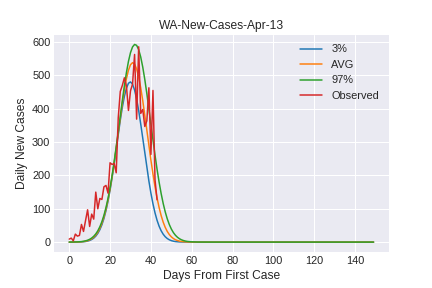 WA-New-Cases-Apr-13
600
500
400
300
200
100
0
Daily New Cases
3%
AVG
97%
Observed
0 20 40 60 80 100 120 140
Days From First Case